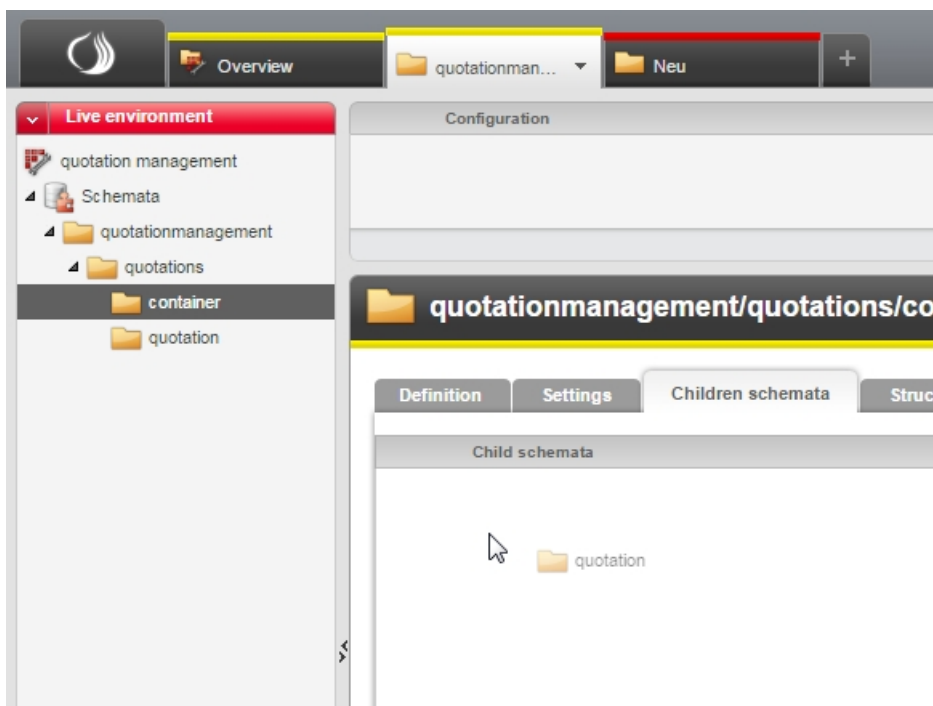 Overview
quotationman...
Neu
+
Live environment
quotation management
Schemata
quotationmanagement
quotations
container
quotation
Configuration
quotationmanagement/quotations/co
Definition
Settings
Children schemata
Struc
Child schemata
quotation